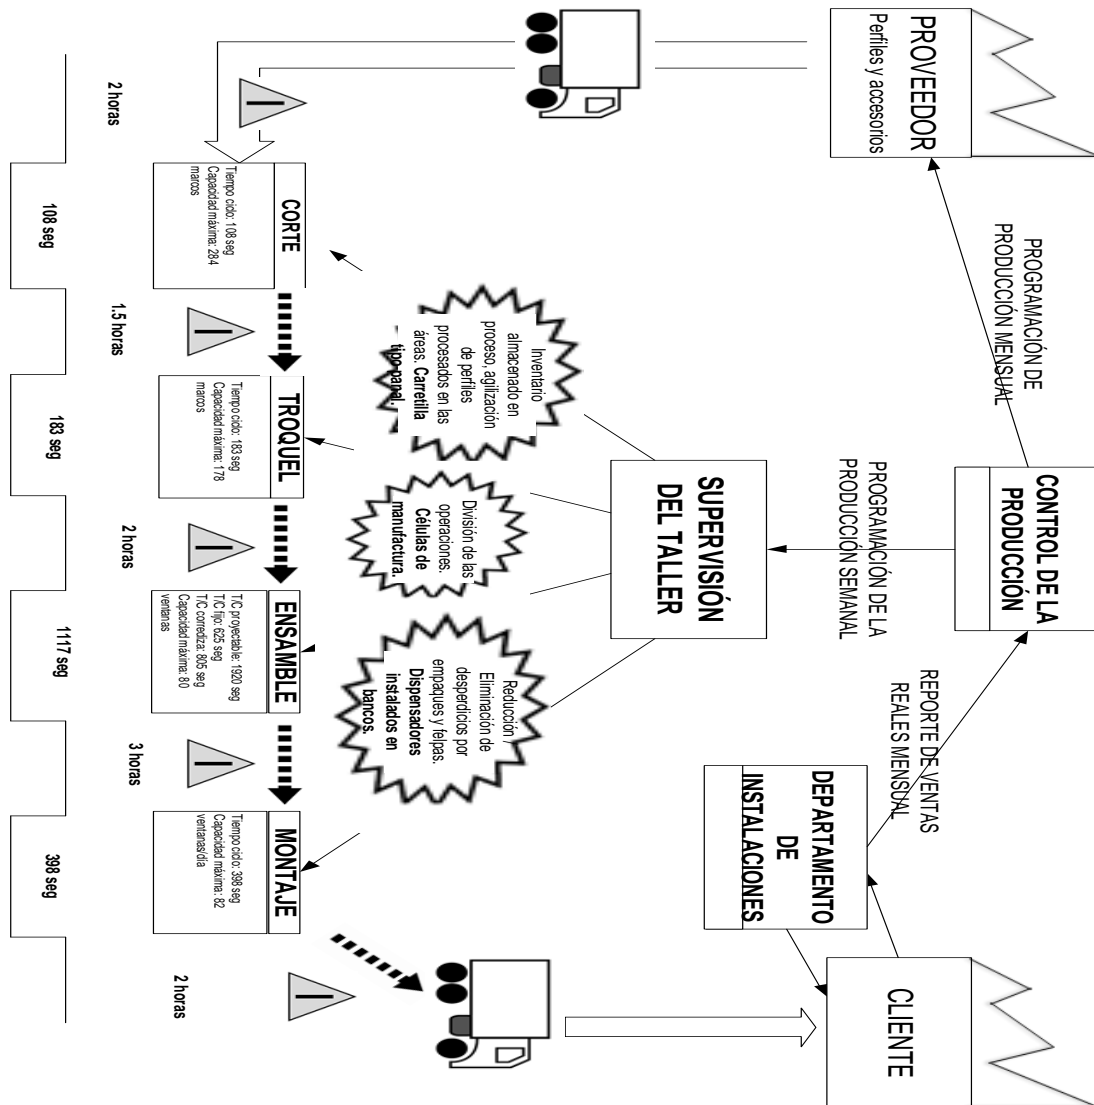 PROVEEDOR
Perfiles y accesorios
PROGRAMACIÓN DE
PRODUCCIÓN MENSUAL
CONTROL DE LA
PRODUCCIÓN
REPORTE DE VENTAS
REALES MENSUAL
CLIENTE
PROGRAMACIÓN DE LA
PRODUCCIÓN SEMANAL
DEPARTAMENTO
DE
INSTALACIONES
SUPERVISIÓN
DEL TALLER
Inventario
almacenado en
proceso, agilización
de perfiles
procesados en las
áreas. Carretilla
tipo panal.
División de las
operaciones.
Células de
manufactura.
Reducción /
Eliminación de
desperdicios por
empaques y felpas.
Dispensadores
instalados en
bancos.
CORTE
Tiempo ciclo: 108 seg
Capacidad máxima: 284
marcos
TROQUEL
Tiempo ciclo: 183 seg
Capacidad máxima: 178
marcos
ENSAMBLE
T/C proyectable: 1920 seg
T/C fijo: 625 seg
T/C corrediza: 805 seg
Capacidad máxima: 80
ventanas
MONTAJE
Tiempo ciclo: 398 seg
Capacidad máxima: 82
ventanas/día
I
I
I
I
I
2 horas
1.5 horas
2 horas
3 horas
2 horas
108 seg
183 seg
1117 seg
398 seg